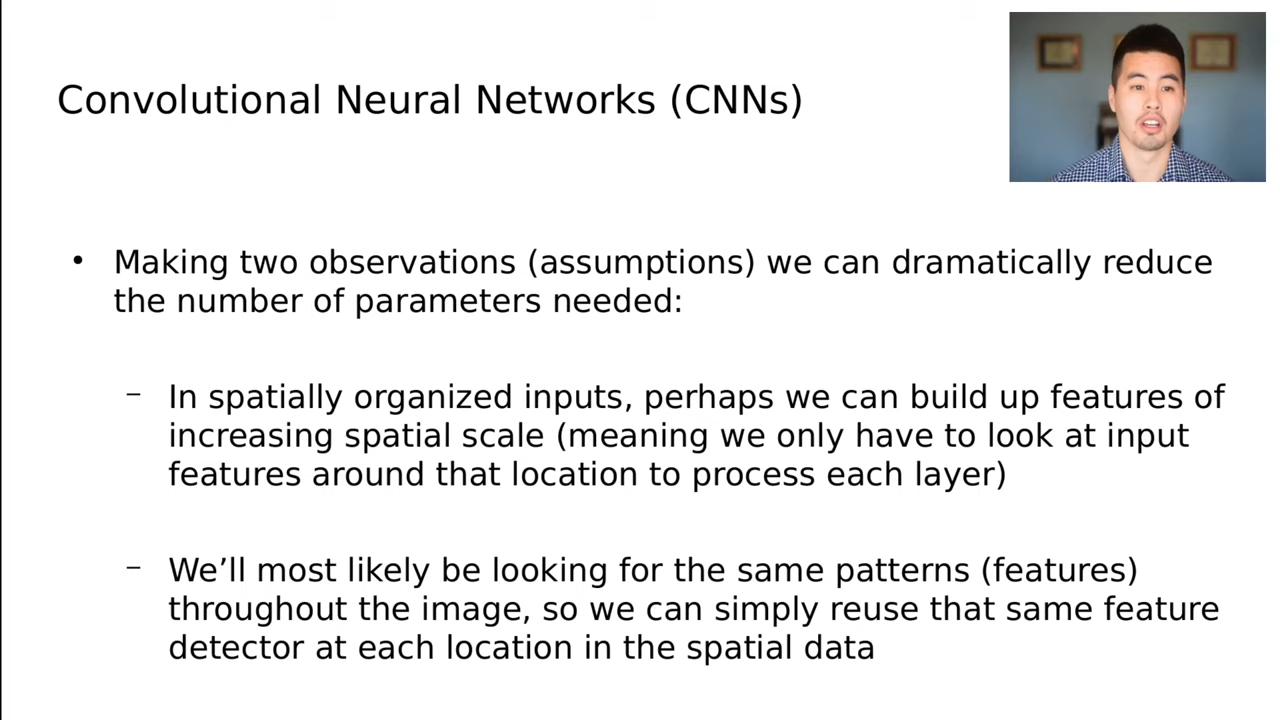 Convolutional Neural Networks (CNNs)
• Making two observations (assumptions) we can dramatically reduce
the number of parameters needed:
– In spatially organized inputs, perhaps we can build up features of
increasing spatial scale (meaning we only have to look at input
features around that location to process each layer)
– We’ll most likely be looking for the same patterns (features)
throughout the image, so we can simply reuse that same feature
detector at each location in the spatial data